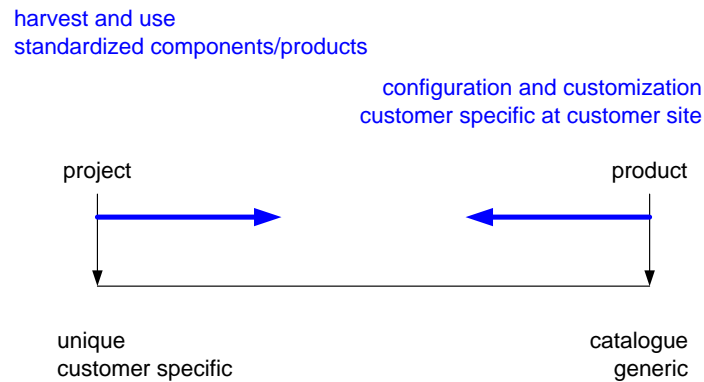 harvest and use
standardized components/products
configuration and customization
customer specific at customer site
project
product
unique
customer specific
catalogue
generic